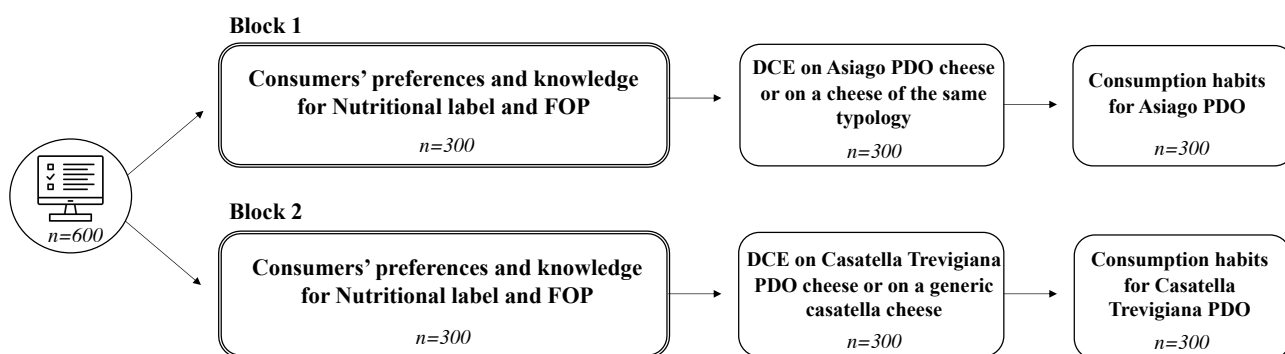 Block 1
Consumers' preferences and knowledge
for Nutritional label and FOP
n=300
DCE on Asiago PDO cheese
or on a cheese of the same
typology
n=300
Consumption habits
for Asiago PDO
n=300
n=600
Block 2
Consumers' preferences and knowledge
for Nutritional label and FOP
n=300
DCE on Casatella Trevigiana
PDO cheese or on a generic
casatella cheese
n=300
Consumption habits
for Casatella
Trevigiana PDO
n=300